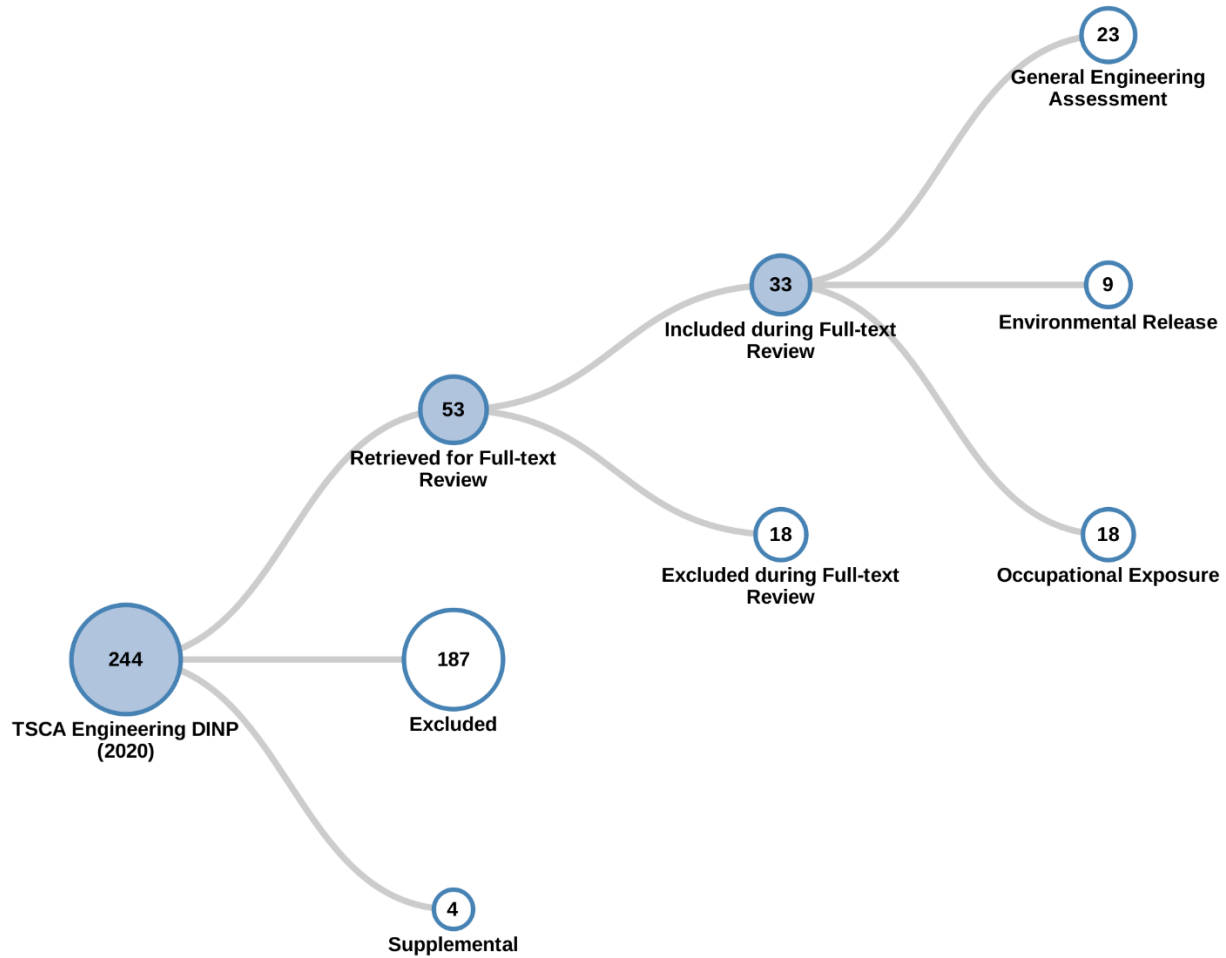 23
General Engineering
Assessment
33
Included during Full-text
Review
9
Environmental Release
53
Retrieved for Full-text
Review
18
Excluded during Full-text
Review
18
Occupational Exposure
244
TSCA Engineering DINP
(2020)
187
Excluded
4
Supplemental